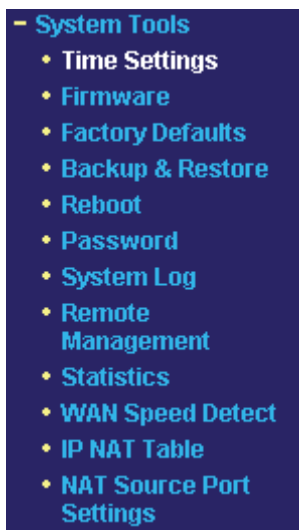 − System Tools
• Time Settings
• Firmware
• Factory Defaults
• Backup & Restore
• Reboot
• Password
• System Log
• Remote
Management
• Statistics
• WAN Speed Detect
• IP NAT Table
• NAT Source Port
Settings